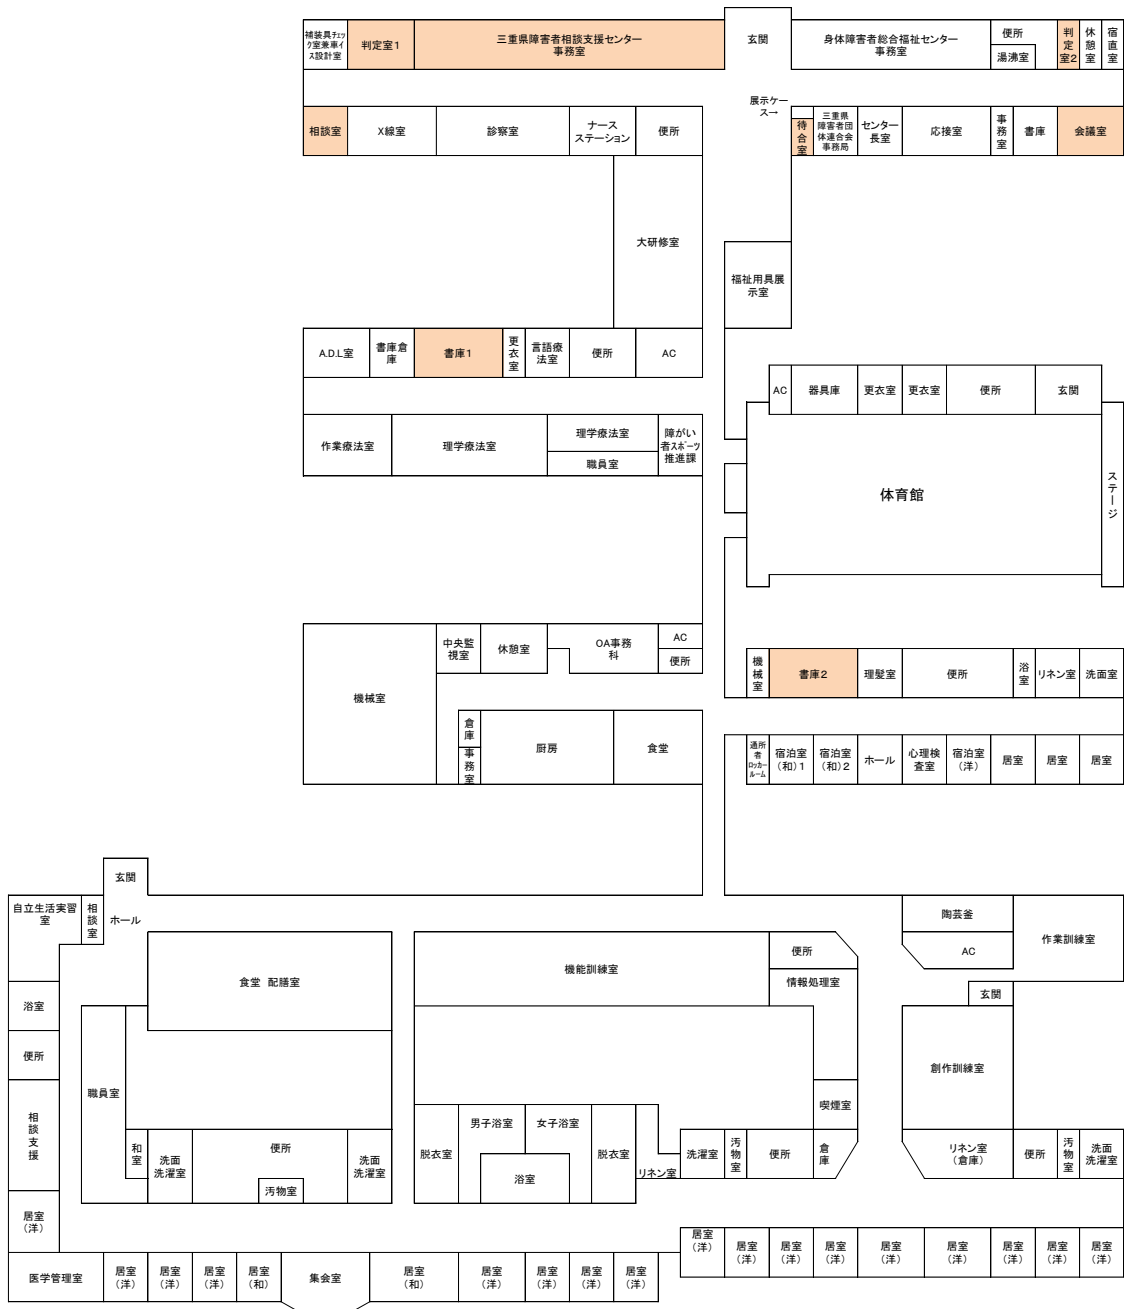 補装具チェッ
ク室兼車イ
ス設計室
判定室1
三重県障害者相談支援センター
事務室
玄関
身体障害者総合福祉センター
事務室
便所
湯沸室
判定室2
休憩室
宿直室
展示ケー
ス→
相談室
X線室
診察室
ナース
ステーション
便所
待合室
三重県
障害者団
体連合会
事務局
センター
長室
応接室
事務室
書庫
会議室
大研修室
福祉用具展
示室
A.D.L室
書庫倉
庫
書庫1
更衣室
言語療
法室
便所
AC
AC
器具庫
更衣室
更衣室
便所
玄関
作業療法室
理学療法室
理学療法室
職員室
障がい
者スポーツ
推進課
体育館
ステージ
機械室
中央監
視室
休憩室
OA事務
科
AC
便所
機械室
書庫2
理髪室
便所
浴室
リネン室
洗面室
倉庫
事務室
厨房
食堂
通所
者
ロッカー
ルーム
宿泊室
(和)1
宿泊室
(和)2
ホール
心理検
査室
宿泊室
(洋)
居室
居室
居室
玄関
自立生活実習
室
相談室
ホール
陶芸釜
AC
作業訓練室
食堂 配膳室
機能訓練室
便所
情報処理室
玄関
浴室
便所
職員室
創作訓練室
相談支援
喫煙室
和室
洗面
洗濯室
便所
汚物室
洗面
洗濯室
脱衣室
男子浴室
女子浴室
浴室
脱衣室
リネン室
洗濯室
汚物室
便所
倉庫
リネン室
(倉庫)
便所
汚物室
洗面
洗濯室
居室
(洋)
居室
(洋)
居室
(洋)
居室
(洋)
居室
(洋)
居室
(洋)
居室
(洋)
居室
(洋)
居室
(洋)
居室
(洋)
医学管理室
居室
(洋)
居室
(洋)
居室
(洋)
居室
(和)
集会室
居室
(和)
居室
(洋)
居室
(洋)
居室
(洋)
居室
(洋)